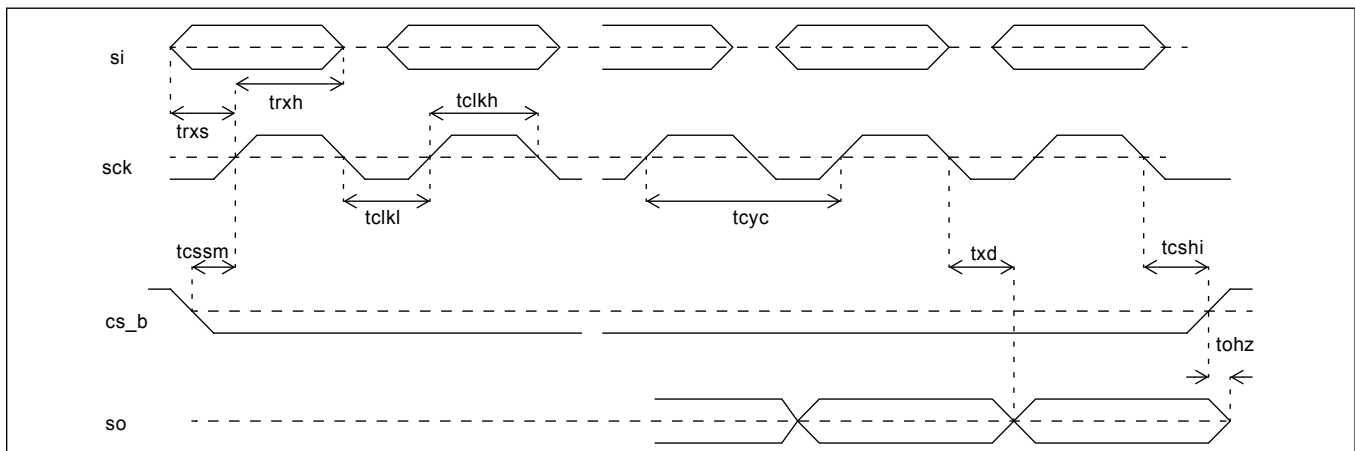 si
trxh
trxs
tclkh
sck
tclkl
tcyc
tcssm
txd
tcshi
cs_b
tohz
so